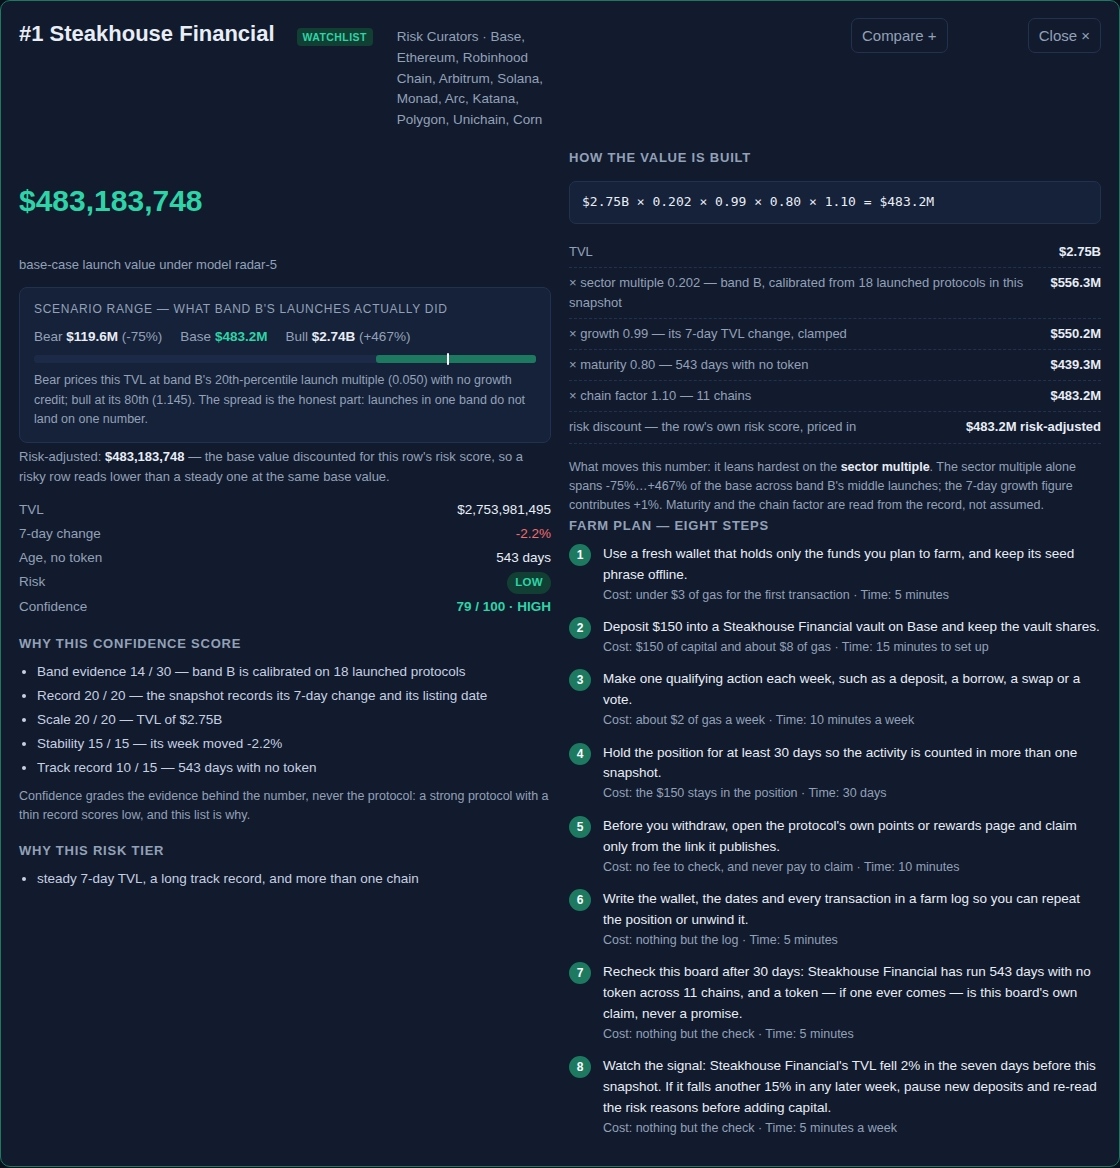 #1 Steakhouse Financial
WATCHLIST
Risk Curators · Base,
Ethereum, Robinhood
Chain, Arbitrum, Solana,
Monad, Arc, Katana,
Polygon, Unichain, Corn
Compare +
Close ×
$483,183,748
base-case launch value under model radar-5
SCENARIO RANGE — WHAT BAND B'S LAUNCHES ACTUALLY DID
Bear $119.6M (-75%) Base $483.2M Bull $2.74B (+467%)
Bear prices this TVL at band B's 20th-percentile launch multiple (0.050) with no growth
credit; bull at its 80th (1.145). The spread is the honest part: launches in one band do not
land on one number.
Risk-adjusted: $483,183,748 — the base value discounted for this row's risk score, so a
risky row reads lower than a steady one at the same base value.
TVL $2,753,981,495
7-day change -2.2%
Age, no token 543 days
Risk LOW
Confidence 79 / 100 · HIGH
WHY THIS CONFIDENCE SCORE
• Band evidence 14 / 30 — band B is calibrated on 18 launched protocols
• Record 20 / 20 — the snapshot records its 7-day change and its listing date
• Scale 20 / 20 — TVL of $2.75B
• Stability 15 / 15 — its week moved -2.2%
• Track record 10 / 15 — 543 days with no token
Confidence grades the evidence behind the number, never the protocol: a strong protocol with a
thin record scores low, and this list is why.
WHY THIS RISK TIER
• steady 7-day TVL, a long track record, and more than one chain
HOW THE VALUE IS BUILT
$2.75B × 0.202 × 0.99 × 0.80 × 1.10 = $483.2M
TVL $2.75B
× sector multiple 0.202 — band B, calibrated from 18 launched protocols in this $556.3M
snapshot
× growth 0.99 — its 7-day TVL change, clamped $550.2M
× maturity 0.80 — 543 days with no token $439.3M
× chain factor 1.10 — 11 chains $483.2M
risk discount — the row's own risk score, priced in $483.2M risk-adjusted
What moves this number: it leans hardest on the sector multiple. The sector multiple alone
spans -75%…+467% of the base across band B's middle launches; the 7-day growth figure
contributes +1%. Maturity and the chain factor are read from the record, not assumed.
FARM PLAN — EIGHT STEPS
1 Use a fresh wallet that holds only the funds you plan to farm, and keep its seed
phrase offline.
Cost: under $3 of gas for the first transaction · Time: 5 minutes
2 Deposit $150 into a Steakhouse Financial vault on Base and keep the vault shares.
Cost: $150 of capital and about $8 of gas · Time: 15 minutes to set up
3 Make one qualifying action each week, such as a deposit, a borrow, a swap or a
vote.
Cost: about $2 of gas a week · Time: 10 minutes a week
4 Hold the position for at least 30 days so the activity is counted in more than one
snapshot.
Cost: the $150 stays in the position · Time: 30 days
5 Before you withdraw, open the protocol's own points or rewards page and claim
only from the link it publishes.
Cost: no fee to check, and never pay to claim · Time: 10 minutes
6 Write the wallet, the dates and every transaction in a farm log so you can repeat
the position or unwind it.
Cost: nothing but the log · Time: 5 minutes
7 Recheck this board after 30 days: Steakhouse Financial has run 543 days with no
token across 11 chains, and a token — if one ever comes — is this board's own
claim, never a promise.
Cost: nothing but the check · Time: 5 minutes
8 Watch the signal: Steakhouse Financial's TVL fell 2% in the seven days before this
snapshot. If it falls another 15% in any later week, pause new deposits and re-read
the risk reasons before adding capital.
Cost: nothing but the check · Time: 5 minutes a week